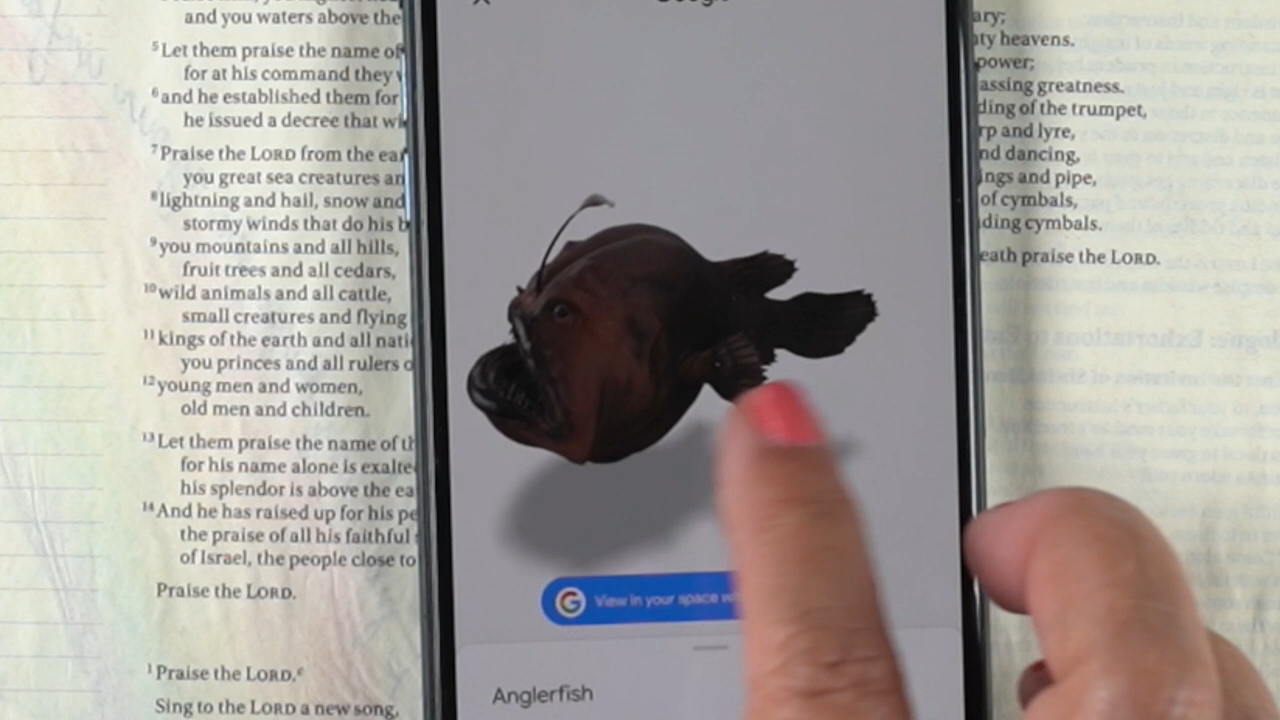 and you waters above the
⁵Let them praise the name of
for at his command they
⁶and he established them for
he issued a decree that
⁷Praise the LORD from the
you great sea creatures
⁸lightning and hail, snow and
stormy winds that do his
⁹you mountains and all hills,
fruit trees and all cedars,
¹⁰wild animals and all cattle,
small creatures and flying
¹¹kings of the earth and all
you princes and all rulers
¹²young men and women,
old men and children.
¹³Let them praise the name of
for his name alone is
his splendor is above the
¹⁴And he has raised up for his
the praise of all his faithful
of Israel, the people close to
Praise the LORD.
¹Praise the LORD.ᶜ
Sing to the LORD a new song,
Google
View in your space
Anglerfish
ary;
ty heavens.
power;
assing greatness.
ding of the trumpet,
rp and lyre,
nd dancing,
ings and pipe,
of cymbals,
ding cymbals.
eath praise the LORD.